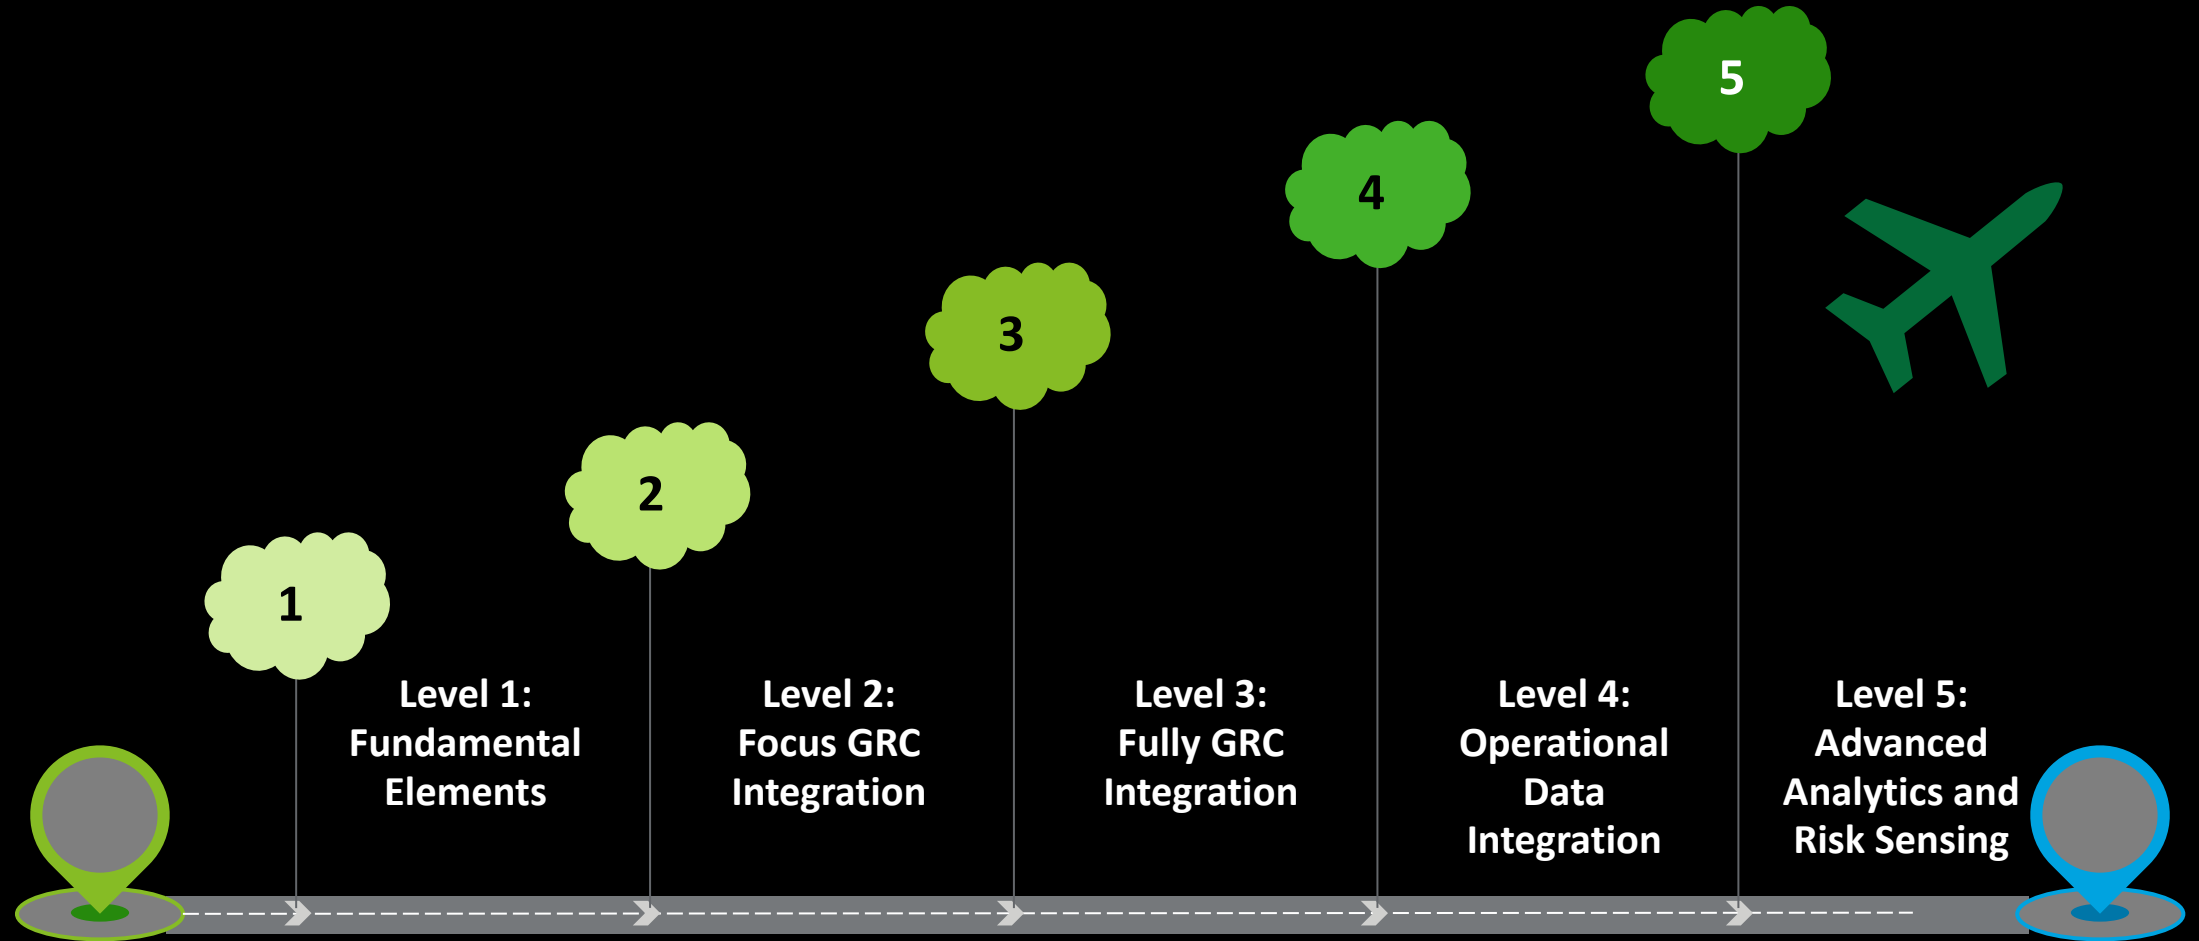 1
2
3
4
5
Level 1:
Fundamental
Elements
Level 2:
Focus GRC
Integration
Level 3:
Fully GRC
Integration
Level 4:
Operational
Data
Integration
Level 5:
Advanced
Analytics and
Risk Sensing